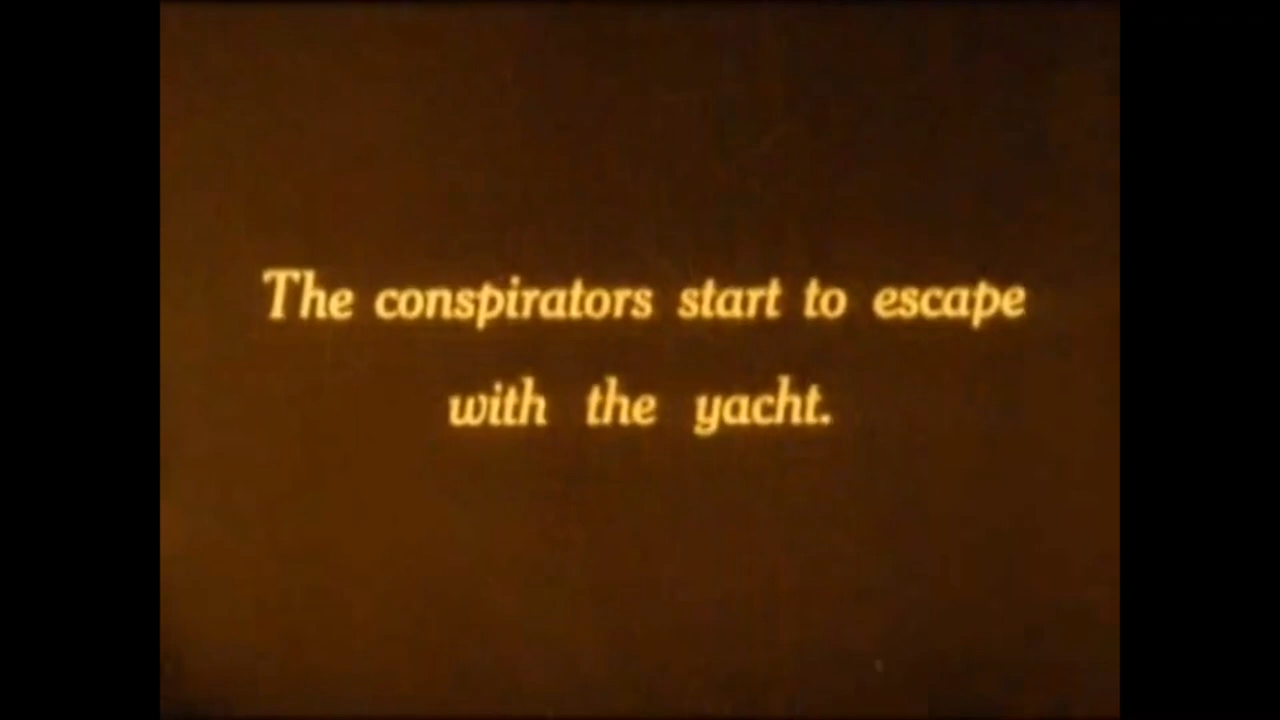 The conspirators start to escape
with the yacht.